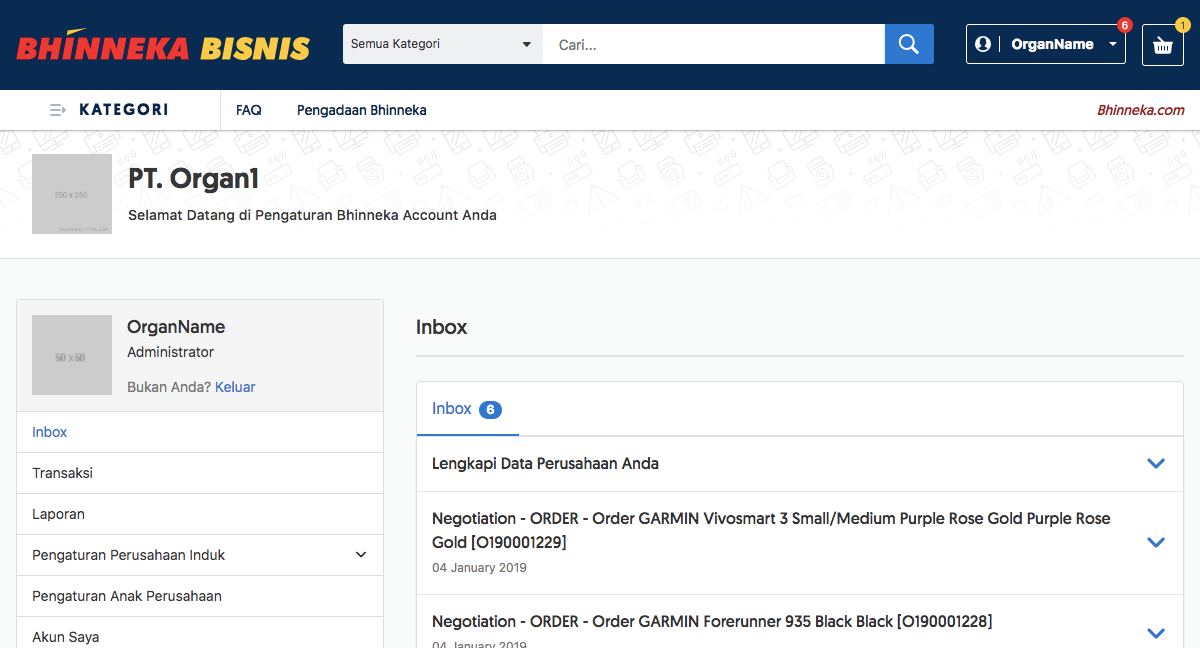 BHINNEKA BISNIS
Semua Kategori
Cari...
OrganName
6
1
KATEGORI
FAQ
Pengadaan Bhinneka
Bhinneka.com
250 x 250
PT. Organ1
Selamat Datang di Pengaturan Bhinneka Account Anda
50 x 50
OrganName
Administrator
Bukan Anda? Keluar
Inbox
Transaksi
Laporan
Pengaturan Perusahaan Induk
Pengaturan Anak Perusahaan
Akun Saya
Inbox
Inbox 6
Lengkapi Data Perusahaan Anda
Negotiation - ORDER - Order GARMIN Vivosmart 3 Small/Medium Purple Rose Gold Purple Rose
Gold [O190001229]
04 January 2019
Negotiation - ORDER - Order GARMIN Forerunner 935 Black Black [O190001228]
04 January 2019